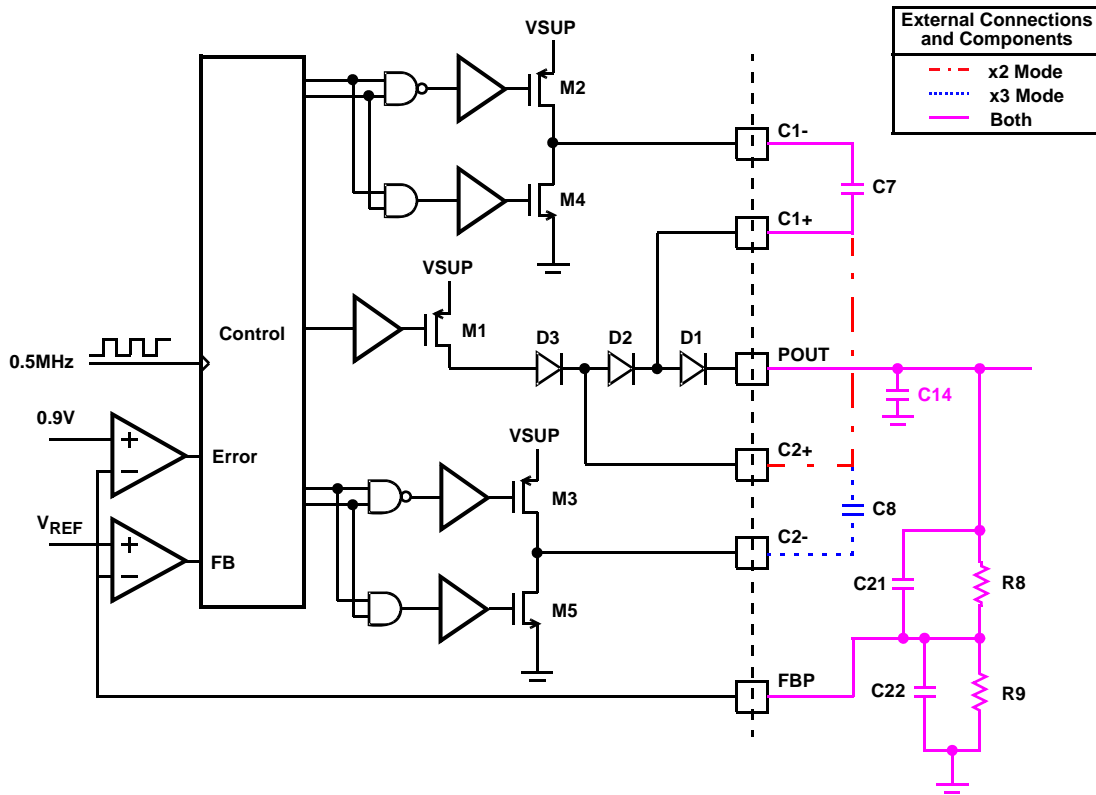 External Connections
and Components
x2 Mode
x3 Mode
Both
VSUP
M2
C1-
C7
M4
C1+
VSUP
M1
Control
D3
D2
D1
POUT
0.5MHz
C14
0.9V
VSUP
C2+
Error
M3
C8
VREF
C2-
FB
C21
R8
M5
FBP
C22
R9